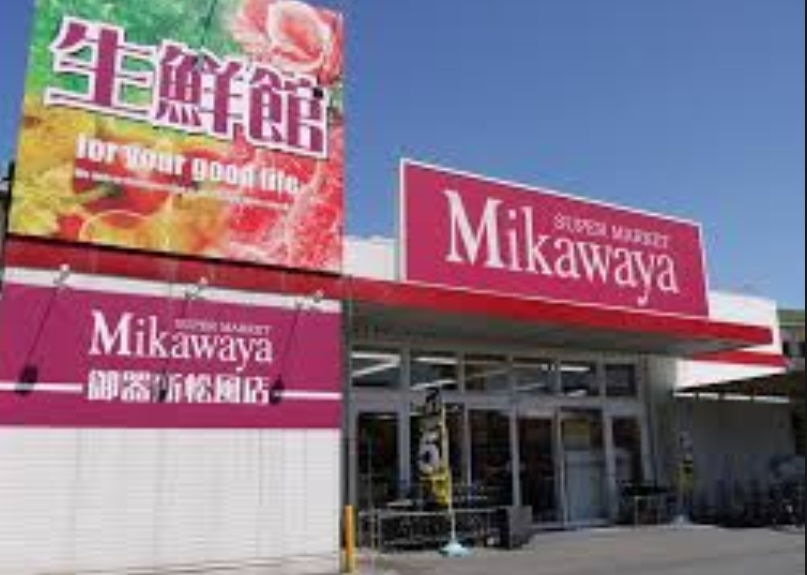 生鮮館
for your good life
SUPER MARKET
Mikawaya
SUPER MARKET
Mikawaya
御器所松風店
5